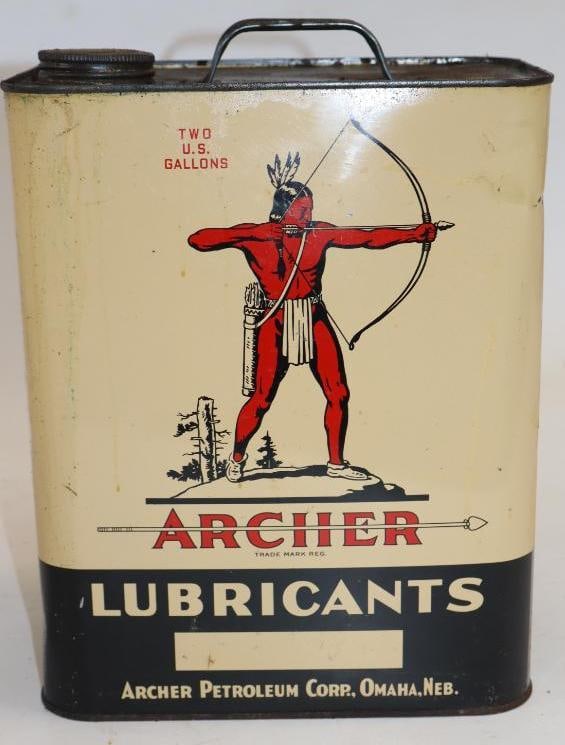 TWO
U.S.
GALLONS
ARCHER
TRADE MARK REG.
LUBRICANTS
ARCHER PETROLEUM CORP., OMAHA, NEB.